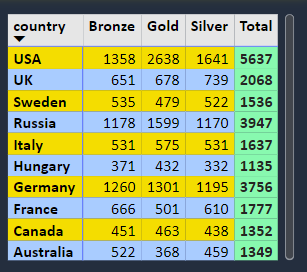 country Bronze Gold Silver Total
USA 1358 2638 1641 5637
UK 651 678 739 2068
Sweden 535 479 522 1536
Russia 1178 1599 1170 3947
Italy 531 575 531 1637
Hungary 371 432 332 1135
Germany 1260 1301 1195 3756
France 666 501 610 1777
Canada 451 463 438 1352
Australia 522 368 459 1349